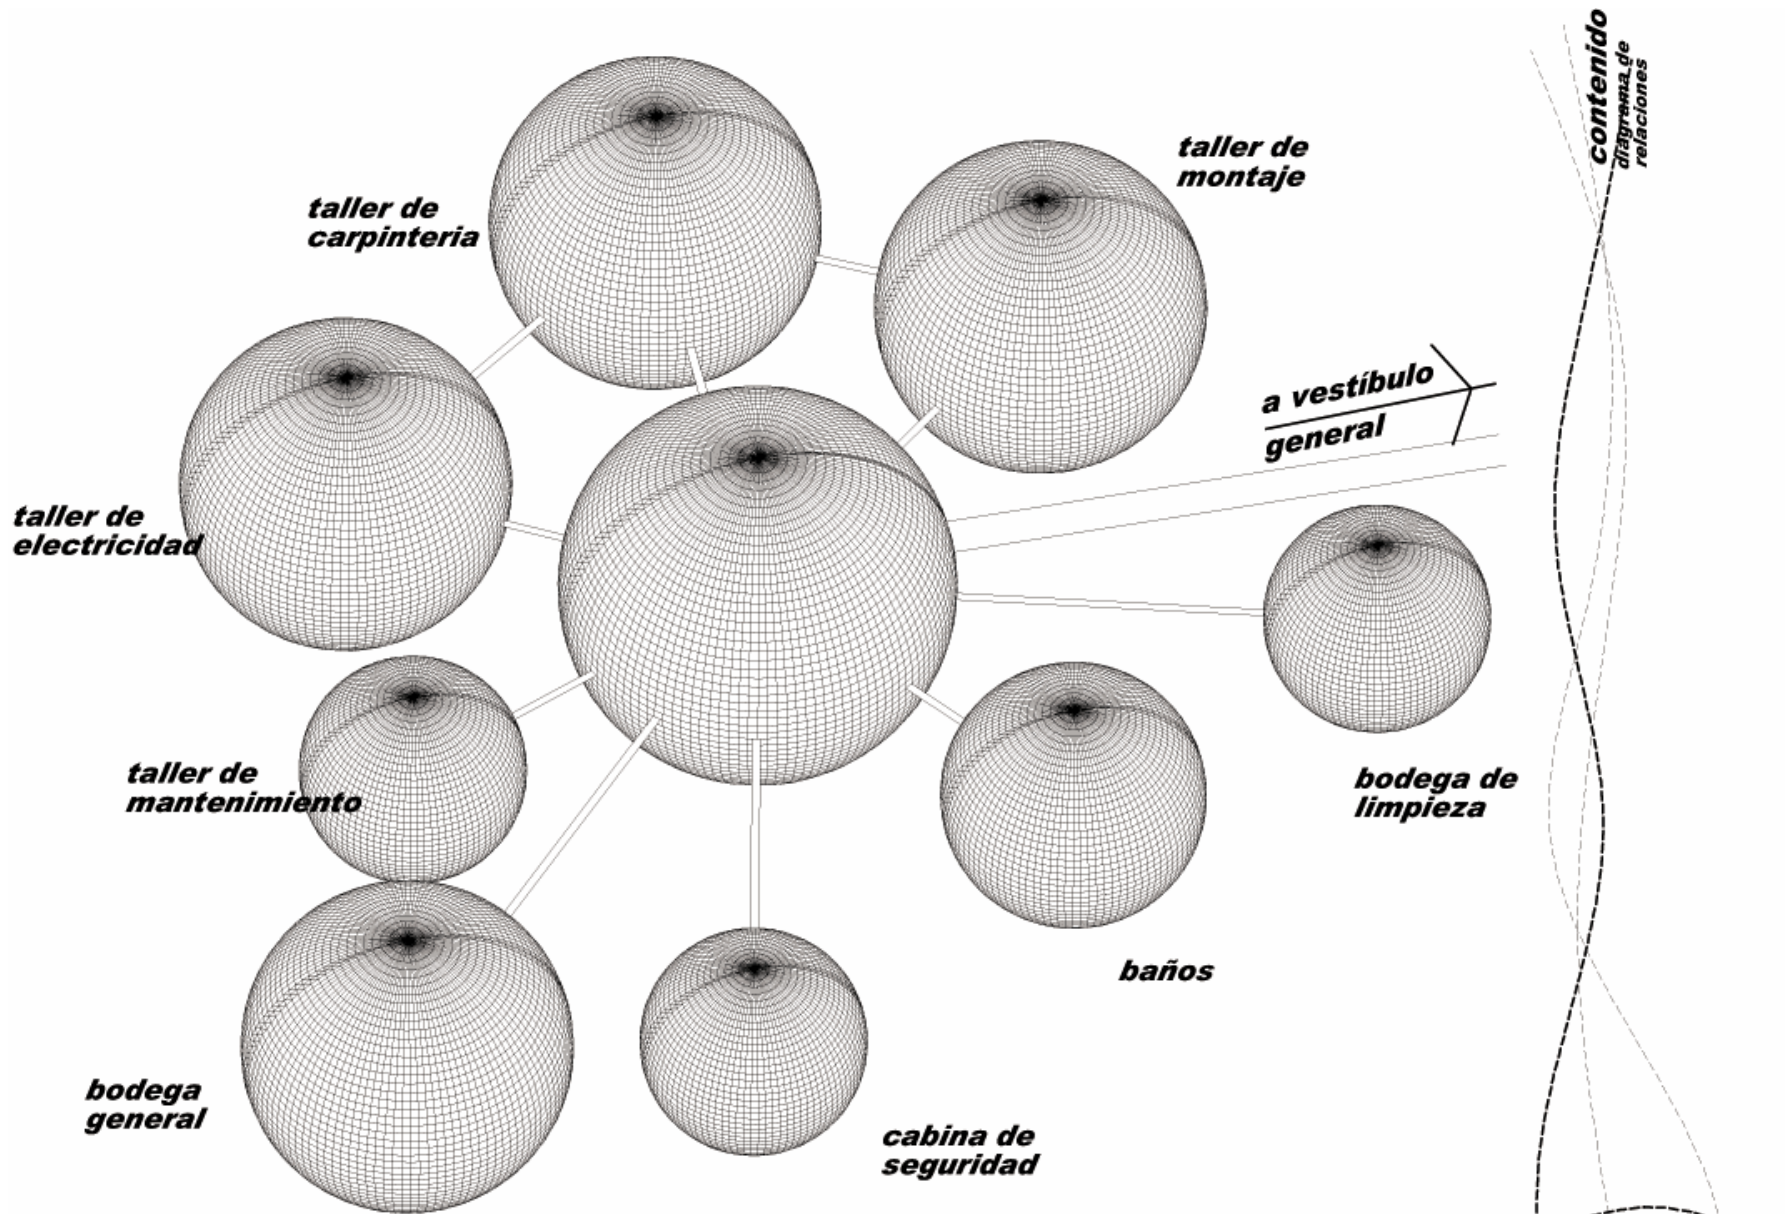 contenido
diagrama de
relaciones
taller de
montaje
taller de
carpinteria
a vestíbulo
general
taller de
electricidad
taller de
mantenimiento
bodega de
limpieza
baños
bodega
general
cabina de
seguridad